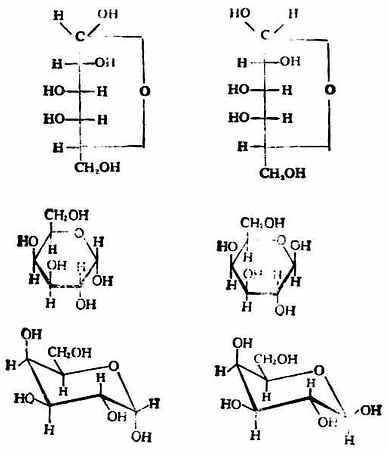 H OH HO H
C C
H OH H OH
HO H O HO H O
HO H HO H
H H
CH₂OH CH₂OH
CH₂OH CH₂OH
HO O H HO O OH
H H
OH H OH H
H OH H H
H OH H OH
OH OH
CH₂OH O CH₂OH O
H H H H H H
HO OH H HO OH OH
H OH H H